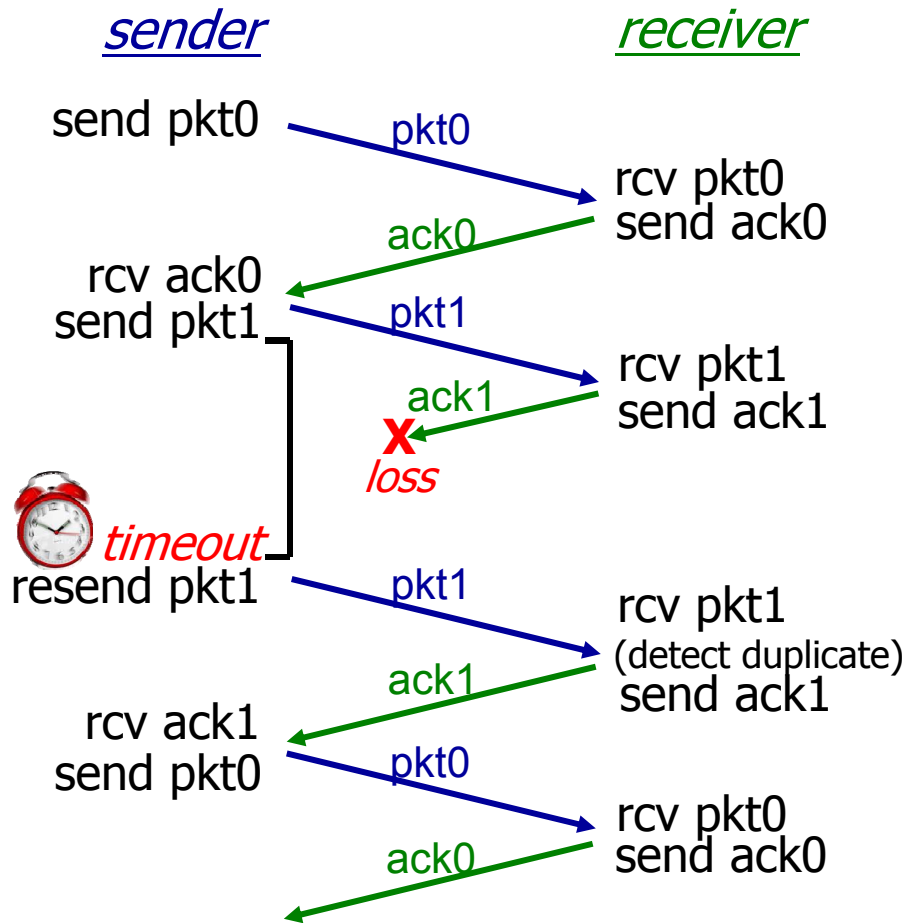 sender
receiver
send pkt0
pkt0
rcv pkt0
send ack0
ack0
rcv ack0
send pkt1
pkt1
rcv pkt1
send ack1
ack1
X
loss
timeout
resend pkt1
pkt1
rcv pkt1
(detect duplicate)
send ack1
ack1
rcv ack1
send pkt0
pkt0
rcv pkt0
send ack0
ack0